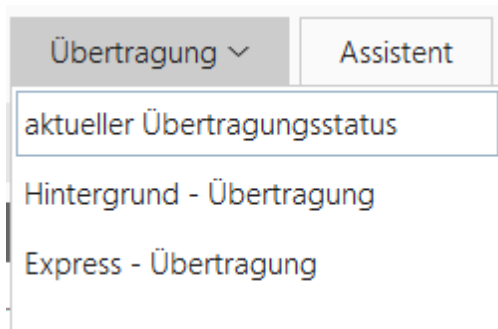 Übertragung Assistent
aktueller Übertragungsstatus
Hintergrund - Übertragung
Express - Übertragung